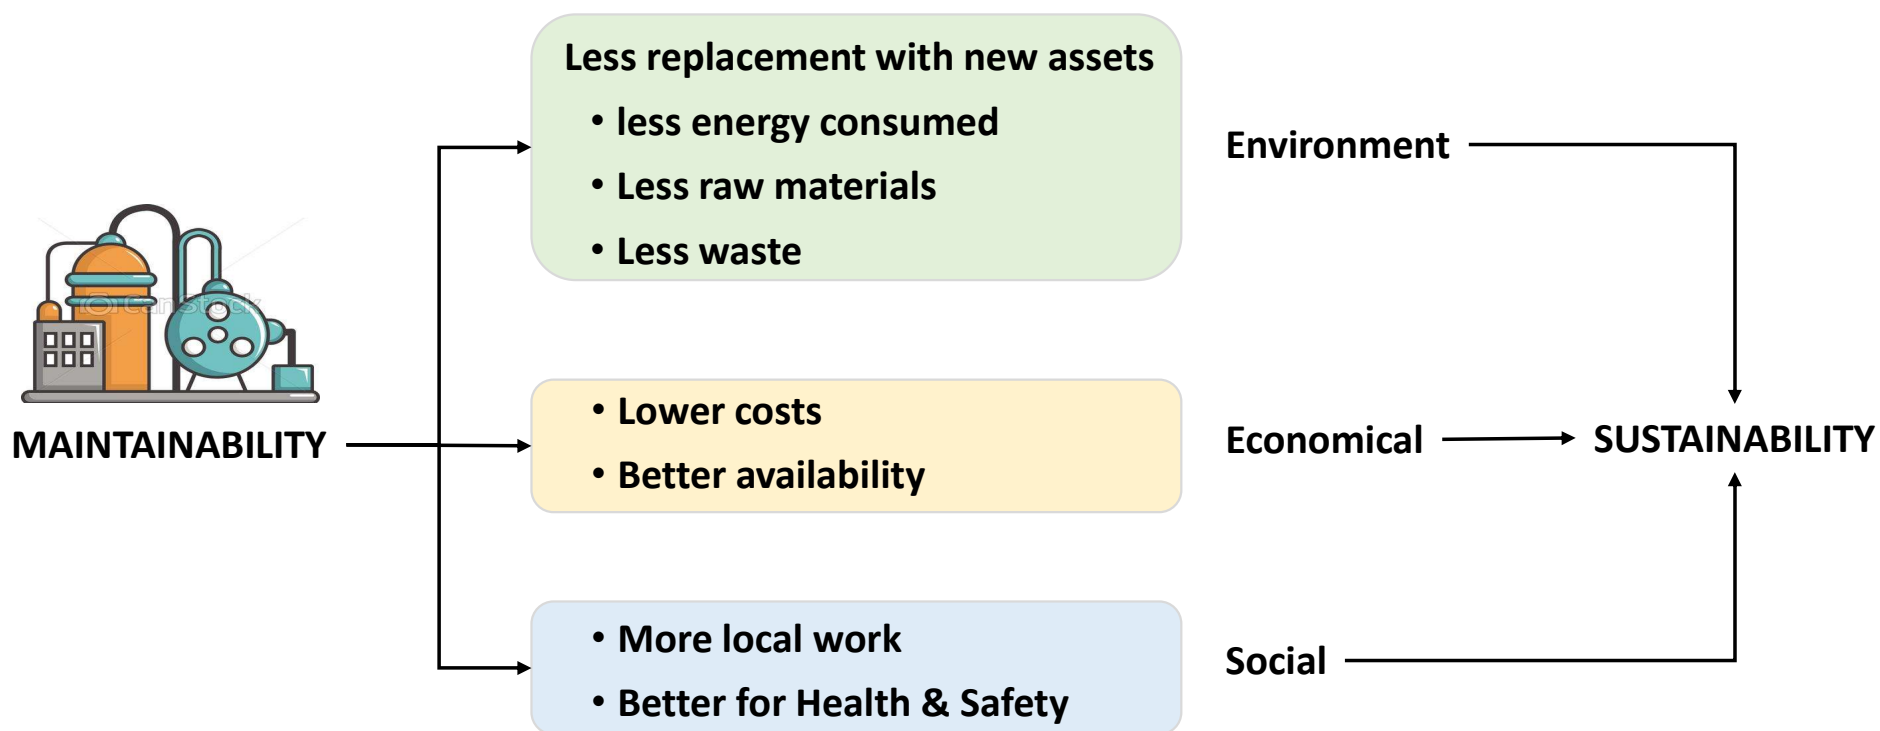 Less replacement with new assets
• less energy consumed
• Less raw materials
• Less waste
Environment
CanStock
MAINTAINABILITY
• Lower costs
• Better availability
Economical
SUSTAINABILITY
• More local work
• Better for Health & Safety
Social